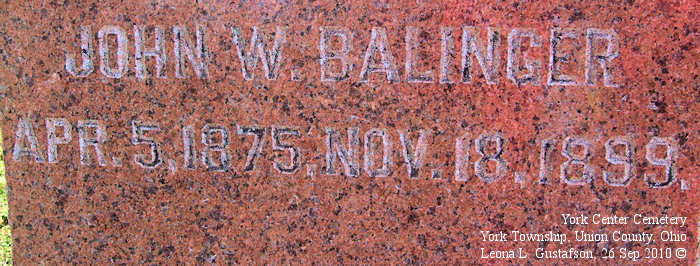 JOHN W. BALINGER
APR. 5, 1875, NOV. 18, 1899.
York Center Cemetery
York Township, Union County, Ohio
Leona L. Gustafson, 26 Sep 2010 ©